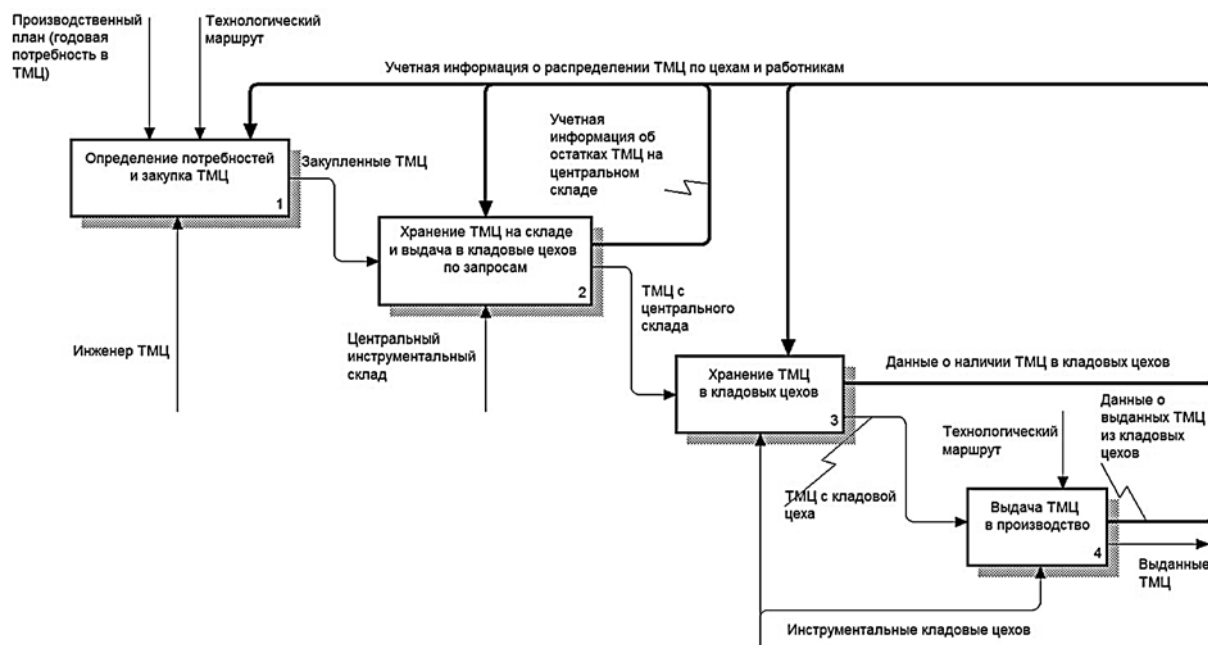 Производственный
план (годовая
потребность в
ТМЦ)
Технологический
маршрут
Учетная информация о распределении ТМЦ по цехам и работникам
Учетная
информация об
остатках ТМЦ на
центральном
складе
Определение потребностей
и закупка ТМЦ
1
Закупленные ТМЦ
Хранение ТМЦ на складе
и выдача в кладовые цехов
по запросам
2
ТМЦ с
центрального
склада
Инженер ТМЦ
Центральный
инструментальный
склад
Хранение ТМЦ
в кладовых цехов
3
Данные о наличии ТМЦ в кладовых цехов
Данные о
выданных ТМЦ
из кладовых
цехов
Технологический
маршрут
ТМЦ с кладовой
цеха
Выдача ТМЦ
в производство
4
Выданные
ТМЦ
Инструментальные кладовые цехов